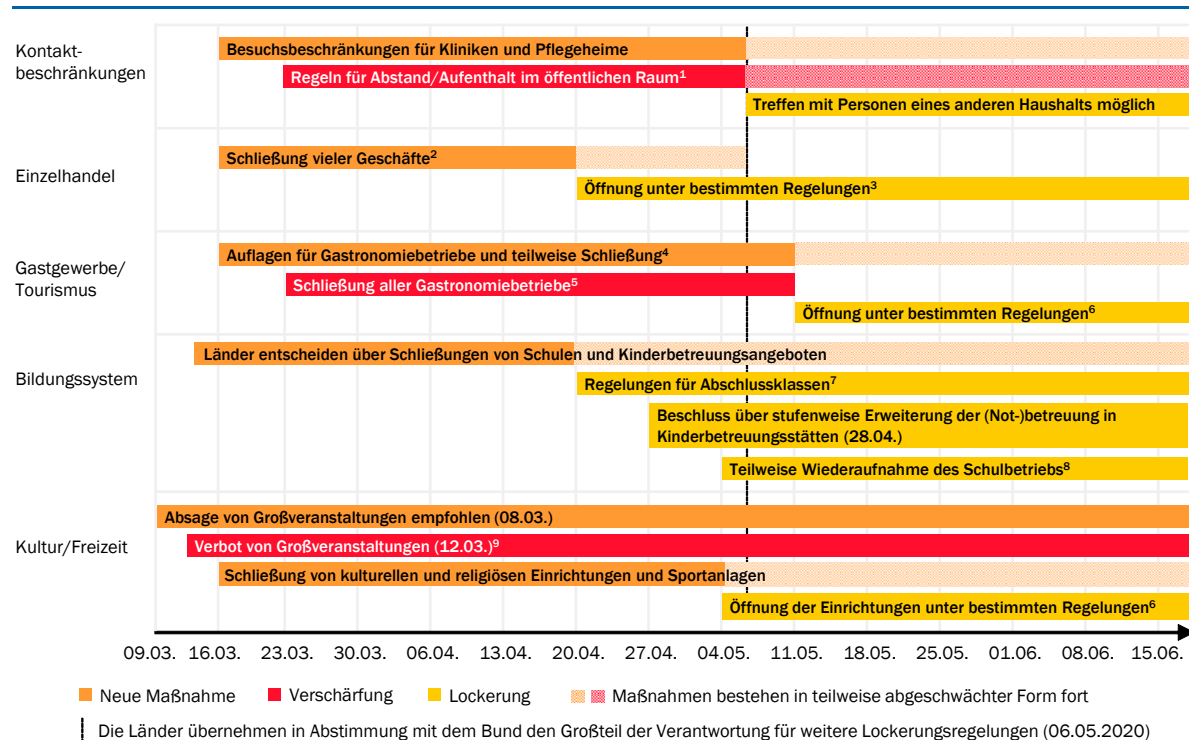 Kontakt-
beschränkungen
Besuchsbeschränkungen für Kliniken und Pflegeheime
Regeln für Abstand/Aufenthalt im öffentlichen Raum¹
Treffen mit Personen eines anderen Haushalts möglich
Einzelhandel
Schließung vieler Geschäfte²
Öffnung unter bestimmten Regelungen³
Gastgewerbe/
Tourismus
Auflagen für Gastronomiebetriebe und teilweise Schließung⁴
Schließung aller Gastronomiebetriebe⁵
Öffnung unter bestimmten Regelungen⁶
Bildungssystem
Länder entscheiden über Schließungen von Schulen und Kinderbetreuungsangeboten
Regelungen für Abschlussklassen⁷
Beschluss über stufenweise Erweiterung der (Not-)betreuung in
Kinderbetreuungsstätten (28.04.)
Teilweise Wiederaufnahme des Schulbetriebs⁸
Kultur/Freizeit
Absage von Großveranstaltungen empfohlen (08.03.)
Verbot von Großveranstaltungen (12.03.)⁹
Schließung von kulturellen und religiösen Einrichtungen und Sportanlagen
Öffnung der Einrichtungen unter bestimmten Regelungen⁶
09.03. 16.03. 23.03. 30.03. 06.04. 13.04. 20.04. 27.04. 04.05. 11.05. 18.05. 25.05. 01.06. 08.06. 15.06.
Neue Maßnahme Verschärfung Lockerung Maßnahmen bestehen in teilweise abgeschwächter Form fort
Die Länder übernehmen in Abstimmung mit dem Bund den Großteil der Verantwortung für weitere Lockerungsregelungen (06.05.2020)